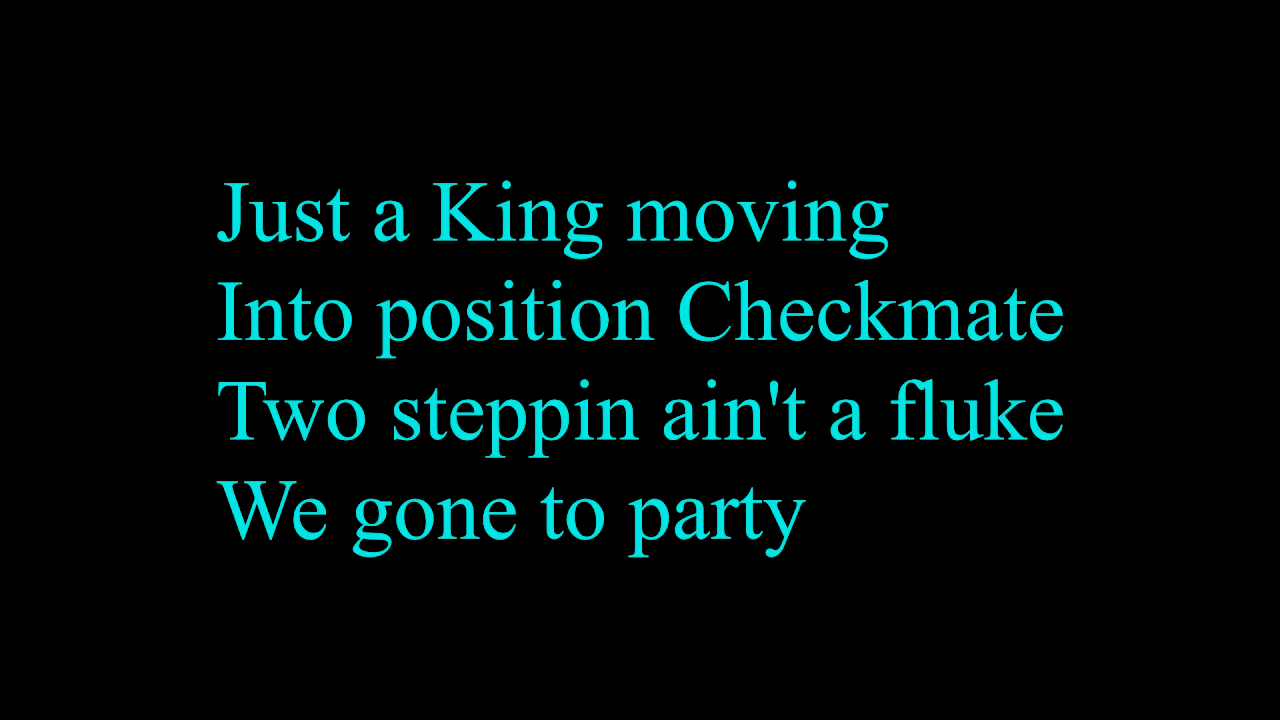 Just a King moving
Into position Checkmate
Two steppin ain't a fluke
We gone to party